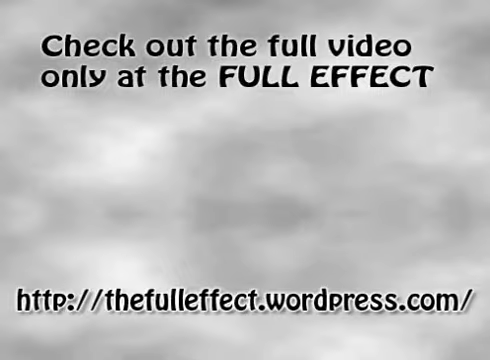 Check out the full video
only at the FULL EFFECT
http://thefulleffect.wordpress.com/